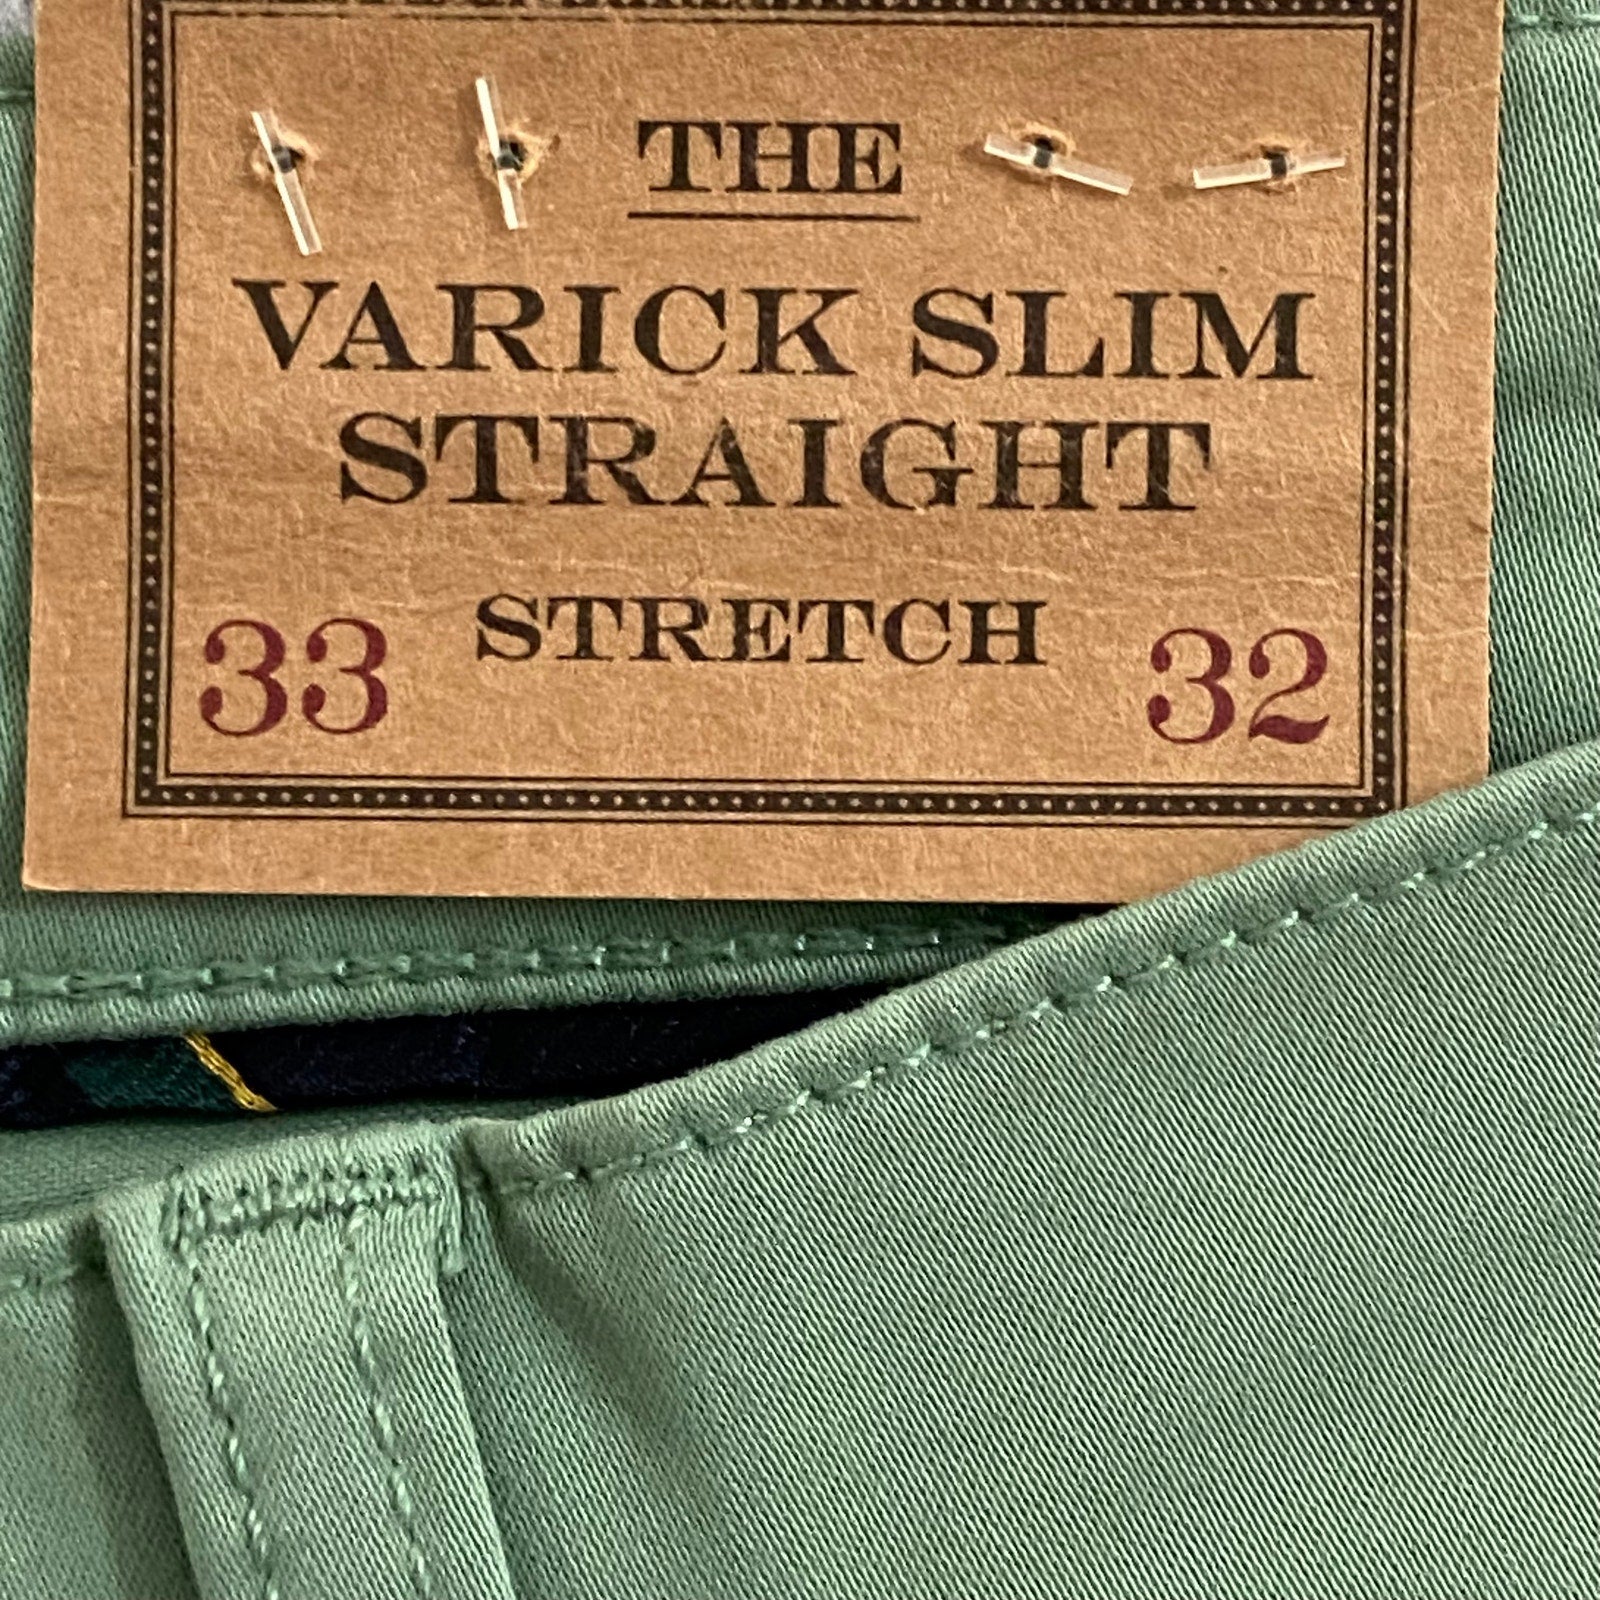 THE
VARICK SLIM
STRAIGHT
STRETCH
33 32